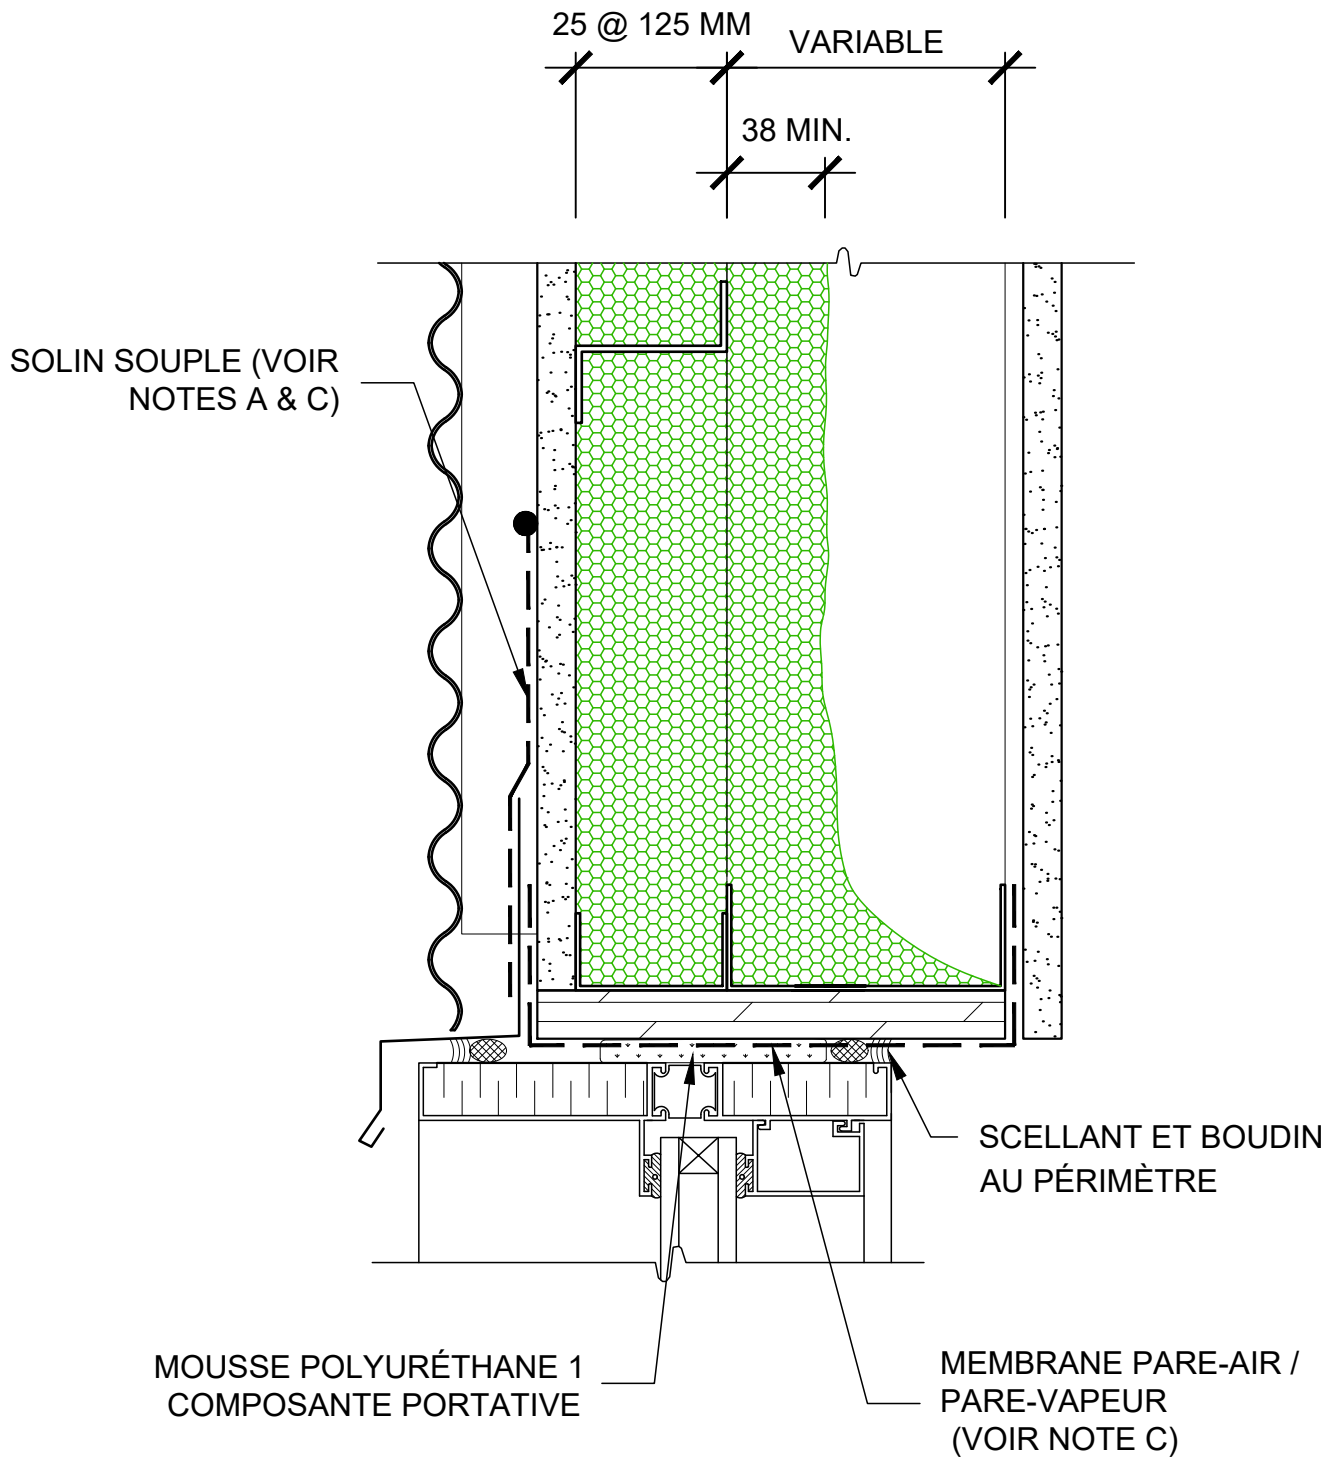 25 @ 125 MM
VARIABLE
38 MIN.
SOLIN SOUPLE (VOIR
NOTES A & C)
SCELLANT ET BOUDIN
AU PÉRIMÈTRE
MOUSSE POLYURÉTHANE 1
COMPOSANTE PORTATIVE
MEMBRANE PARE-AIR /
PARE-VAPEUR
(VOIR NOTE C)